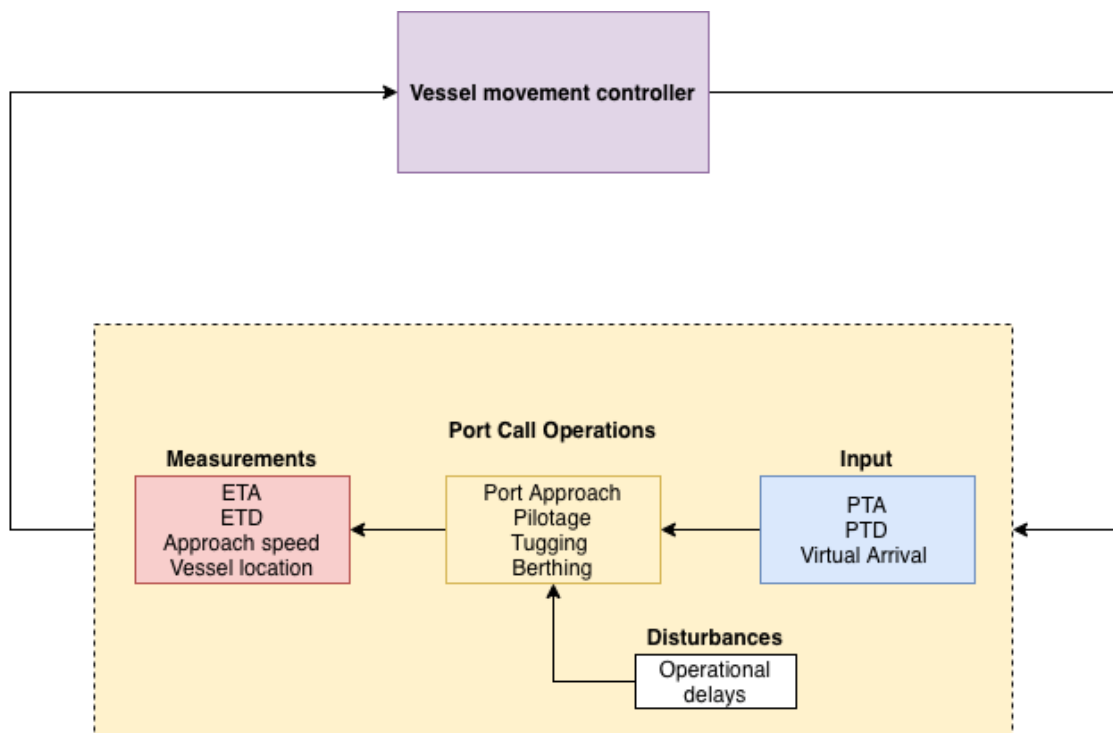 Vessel movement controller
Port Call Operations
Measurements
ETA
ETD
Approach speed
Vessel location
Port Approach
Pilotage
Tugging
Berthing
Input
PTA
PTD
Virtual Arrival
Disturbances
Operational
delays